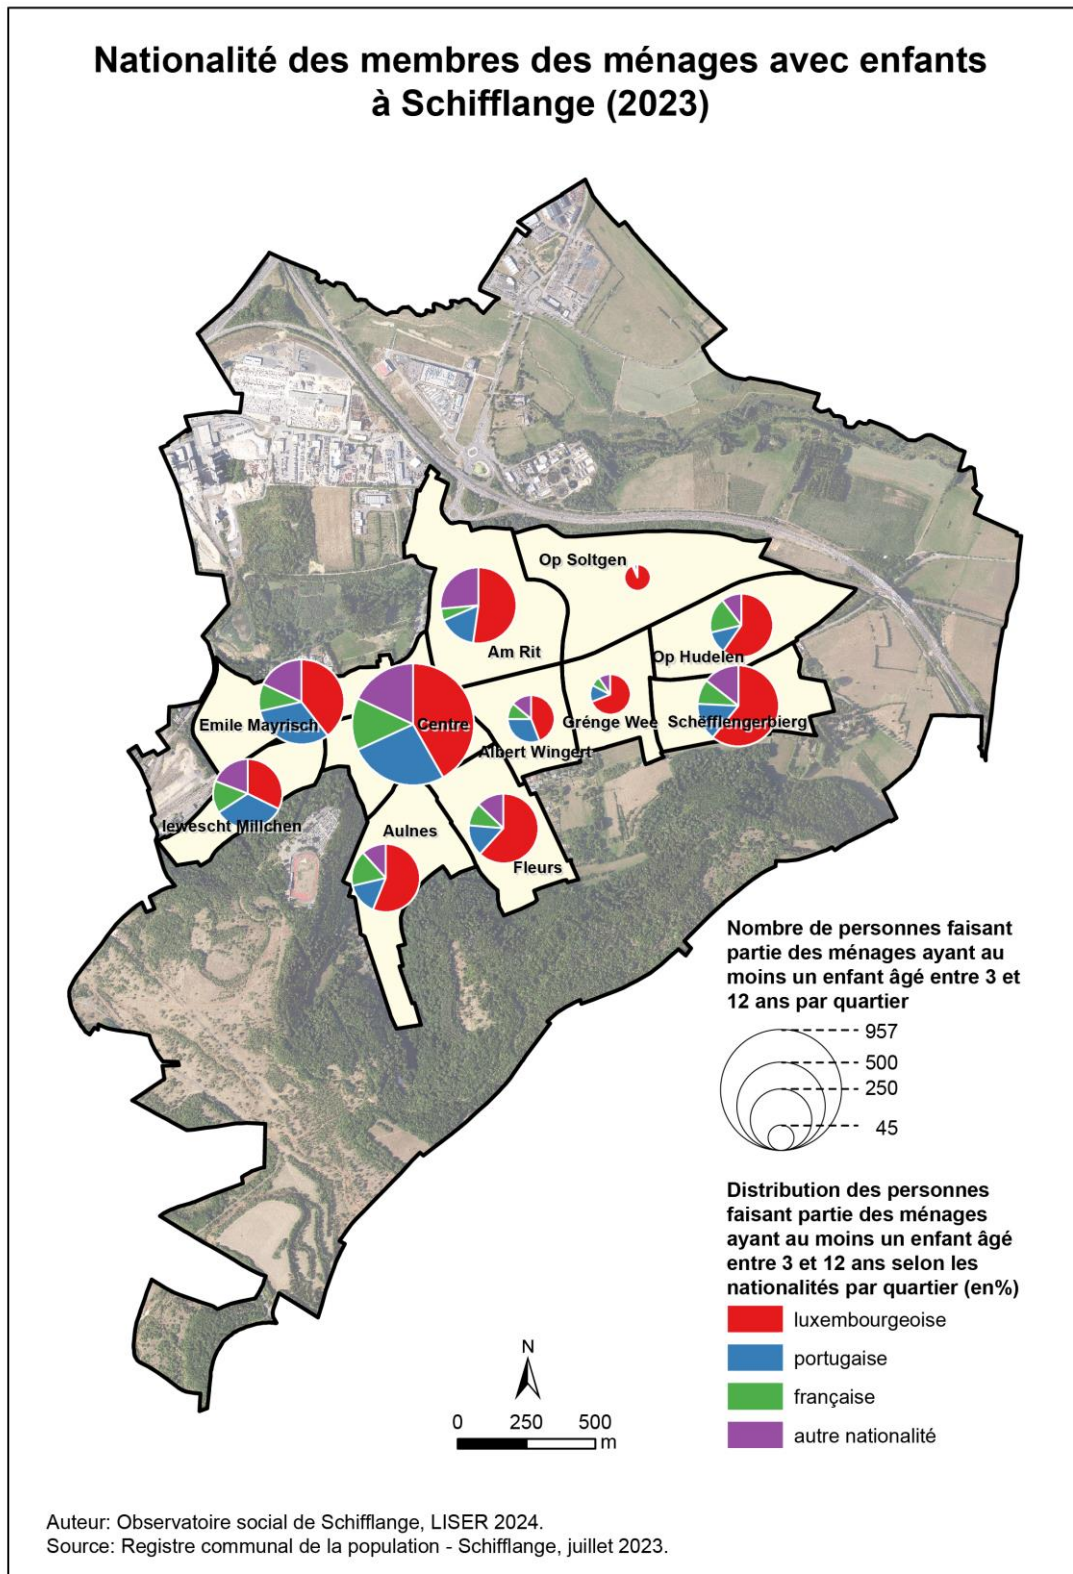 Nationalité des membres des ménages avec enfants
à Schifflange (2023)
Op Soltgen
Am Rit
Op Hudelen
Emile Mayrisch
Centre
Albert Wingert
Grénge Wee
Schëfflengerbierg
Iewescht Millchen
Aulnes
Fleurs
Nombre de personnes faisant
partie des ménages ayant au
moins un enfant âgé entre 3 et
12 ans par quartier
957
500
250
45
Distribution des personnes
faisant partie des ménages
ayant au moins un enfant âgé
entre 3 et 12 ans selon les
nationalités par quartier (en%)
luxembourgeoise
portugaise
française
autre nationalité
N
0 250 500
m
Auteur: Observatoire social de Schifflange, LISER 2024.
Source: Registre communal de la population - Schifflange, juillet 2023.